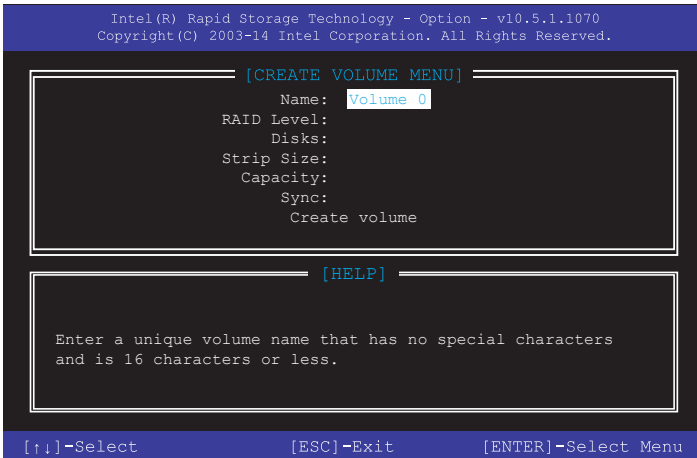 Intel(R) Rapid Storage Technology - Option - v10.5.1.1070
Copyright(C) 2003-14 Intel Corporation. All Rights Reserved.
[CREATE VOLUME MENU]
Name: Volume 0
RAID Level:
Disks:
Strip Size:
Capacity:
Sync:
Create volume
[HELP]
Enter a unique volume name that has no special characters
and is 16 characters or less.
[↑↓]-Select [ESC]-Exit [ENTER]-Select Menu